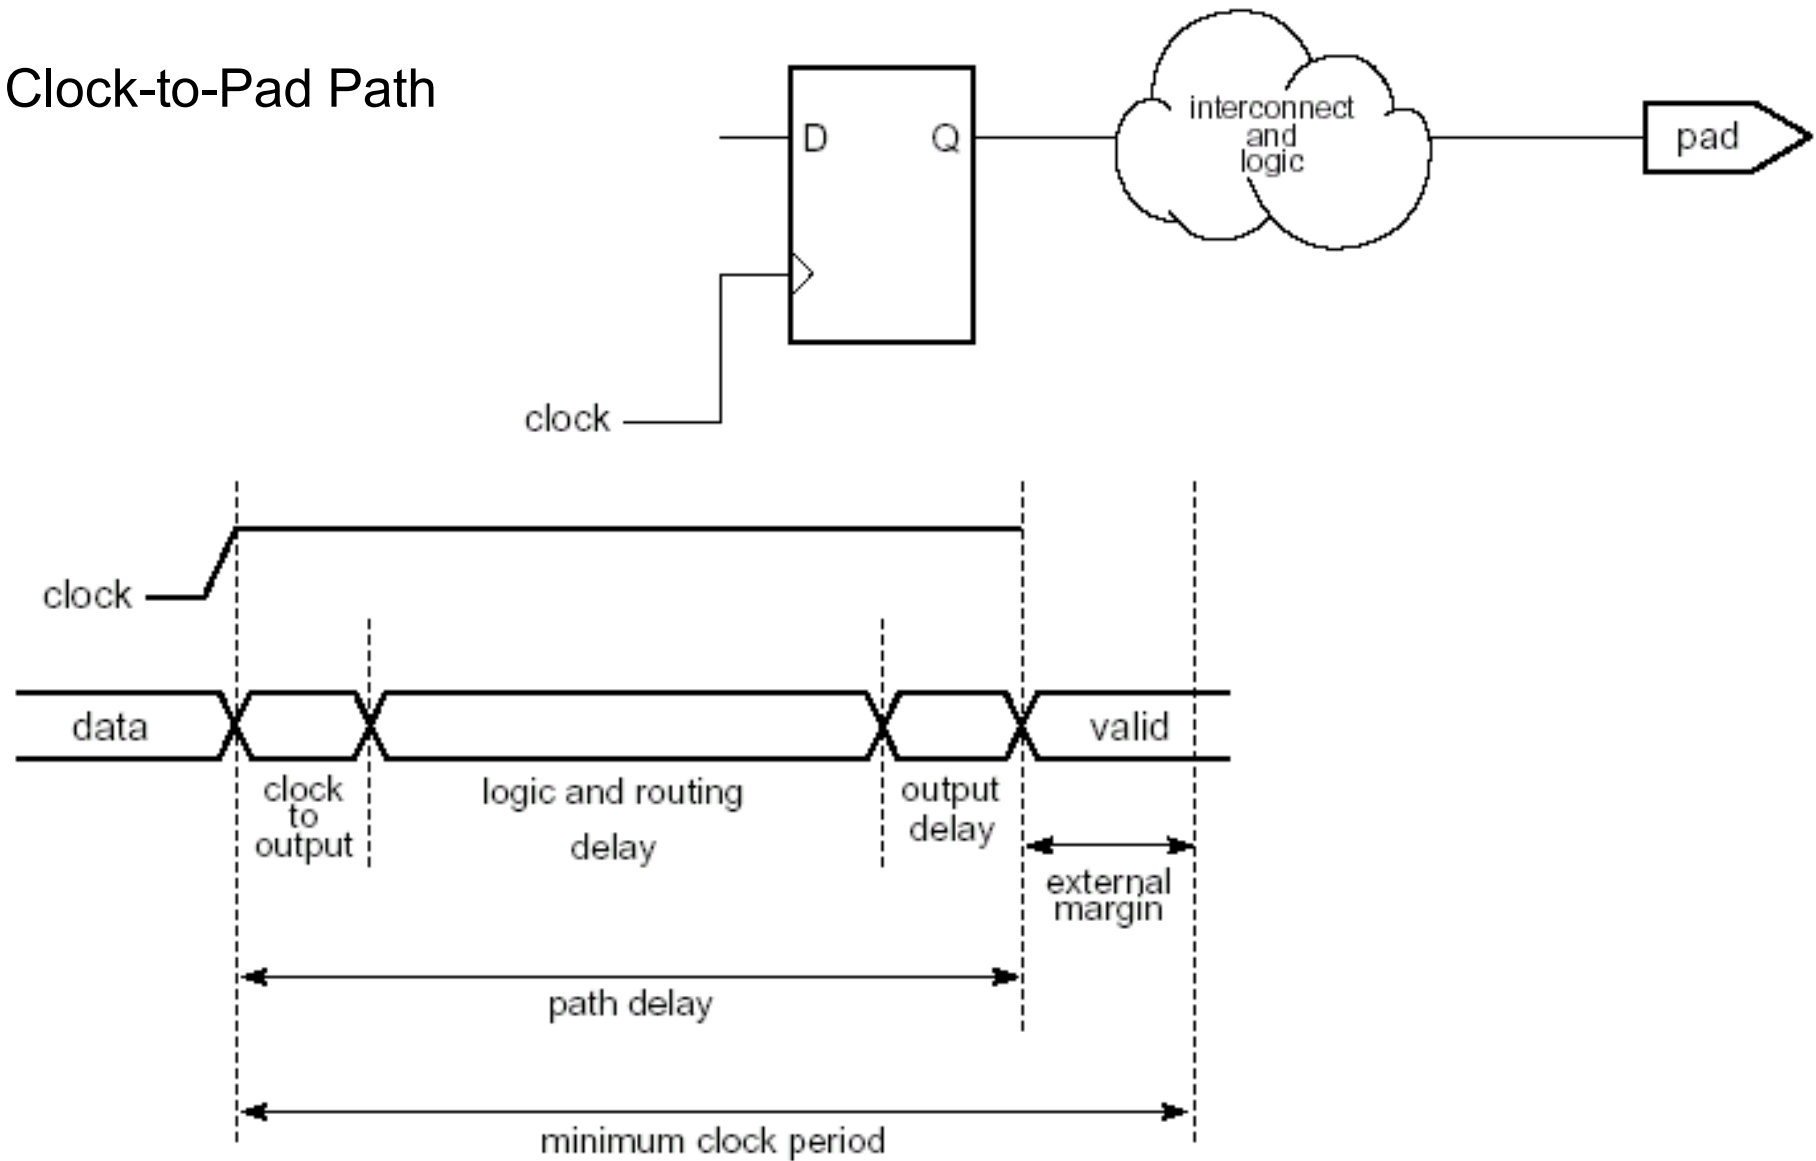 Clock-to-Pad Path
D
Q
interconnect
and
logic
pad
clock
clock
data
valid
clock
to
output
logic and routing
delay
output
delay
external
margin
path delay
minimum clock period